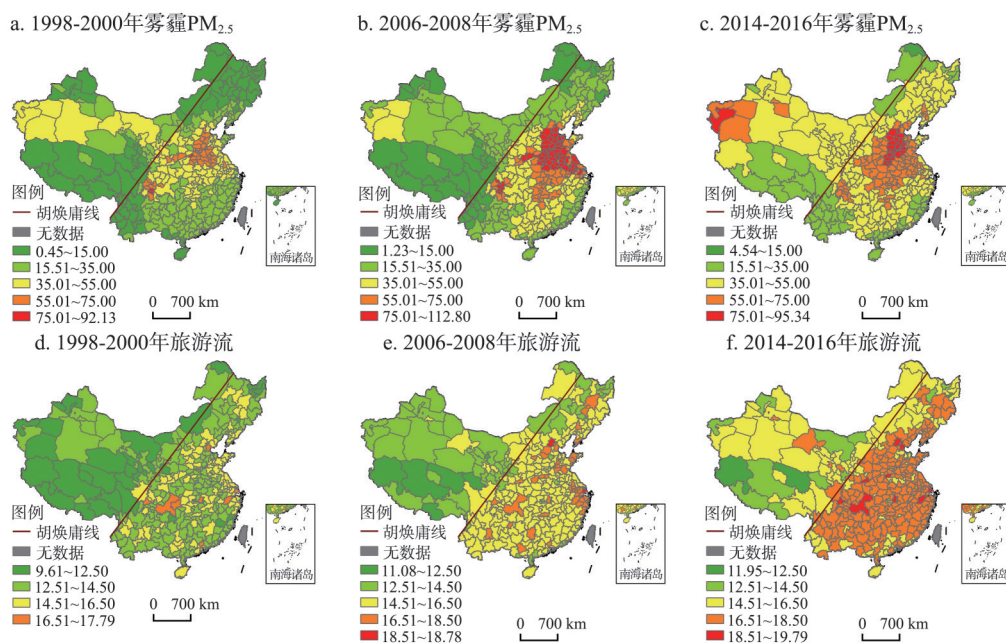 a. 1998-2000年雾霾PM2.5
图例
胡焕庸线
无数据
0.45~15.00
15.51~35.00
35.01~55.00
55.01~75.00
75.01~92.13
0 700 km
南海诸岛
b. 2006-2008年雾霾PM2.5
图例
胡焕庸线
无数据
1.23~15.00
15.51~35.00
35.01~55.00
55.01~75.00
75.01~112.80
0 700 km
南海诸岛
c. 2014-2016年雾霾PM2.5
图例
胡焕庸线
无数据
4.54~15.00
15.51~35.00
35.01~55.00
55.01~75.00
75.01~95.34
0 700 km
南海诸岛
d. 1998-2000年旅游流
图例
胡焕庸线
无数据
9.61~12.50
12.51~14.50
14.51~16.50
16.51~17.79
0 700 km
南海诸岛
e. 2006-2008年旅游流
图例
胡焕庸线
无数据
11.08~12.50
12.51~14.50
14.51~16.50
16.51~18.50
18.51~18.78
0 700 km
南海诸岛
f. 2014-2016年旅游流
图例
胡焕庸线
无数据
11.95~12.50
12.51~14.50
14.51~16.50
16.51~18.50
18.51~19.79
0 700 km
南海诸岛